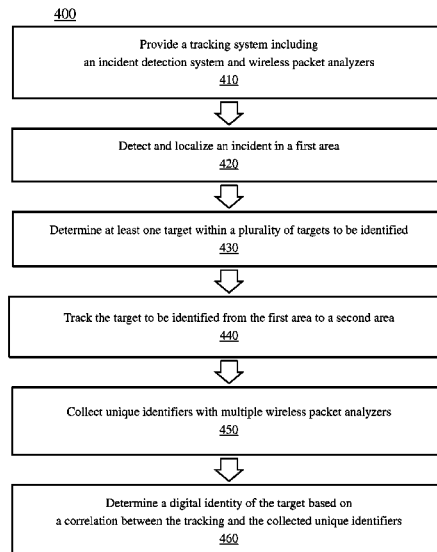 400
Provide a tracking system including
an incident detection system and wireless packet analyzers
410
Detect and localize an incident in a first area
420
Determine at least one target within a plurality of targets to be identified
430
Track the target to be identified from the first area to a second area
440
Collect unique identifiers with multiple wireless packet analyzers
450
Determine a digital identity of the target based on
a correlation between the tracking and the collected unique identifiers
460